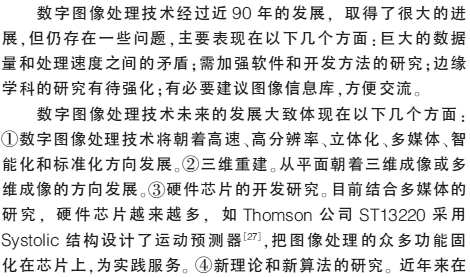 数字图像处理技术经过近 90 年的发展，取得了很大的进
展,但仍存在一些问题,主要表现在以下几个方面:巨大的数据
量和处理速度之间的矛盾;需加强软件和开发方法的研究;边缘
学科的研究有待强化;有必要建议图像信息库,方便交流。
数字图像处理技术未来的发展大致体现在以下几个方面:
①数字图像处理技术将朝着高速、高分辨率、立体化、多媒体、智
能化和标准化方向发展。②三维重建。从平面朝着三维成像或多
维成像的方向发展。③硬件芯片的开发研究。目前结合多媒体的
研究，硬件芯片越来越多，如 Thomson 公司 ST13220 采用
Systolic 结构设计了运动预测器[27],把图像处理的众多功能固
化在芯片上,为实践服务。④新理论和新算法的研究。近年来在